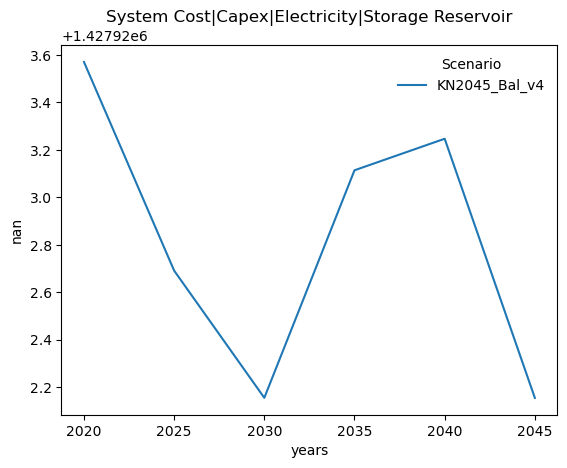 System Cost|Capex|Electricity|Storage Reservoir
+1.42792e6
3.6
3.4
3.2
3.0
2.8
2.6
2.4
2.2
nan
Scenario
KN2045_Bal_v4
2020 2025 2030 2035 2040 2045
years